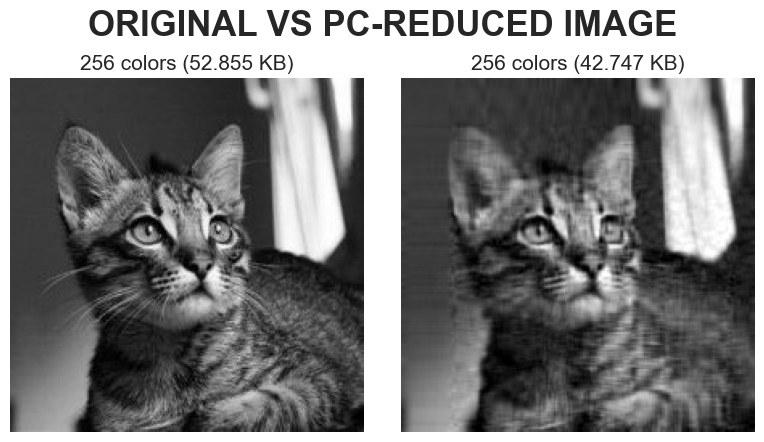 ORIGINAL VS PC-REDUCED IMAGE
256 colors (52.855 KB)
256 colors (42.747 KB)